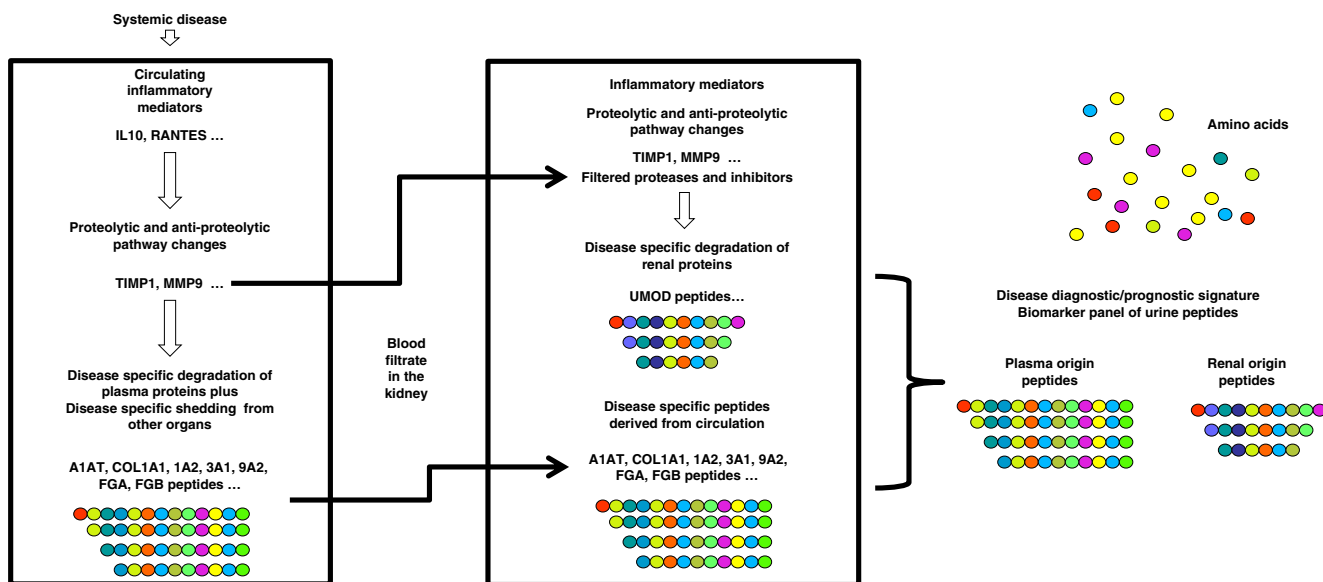 Systemic disease
Circulating
inflammatory
mediators
IL10, RANTES ...
Proteolytic and anti-proteolytic
pathway changes
TIMP1, MMP9 ...
Disease specific degradation of
plasma proteins plus
Disease specific shedding from
other organs
A1AT, COL1A1, 1A2, 3A1, 9A2,
FGA, FGB peptides ...
Blood
filtrate
in the
kidney
Inflammatory mediators
Proteolytic and anti-proteolytic
pathway changes
TIMP1, MMP9 ...
Filtered proteases and inhibitors
Disease specific degradation of
renal proteins
UMOD peptides...
Disease specific peptides
derived from circulation
A1AT, COL1A1, 1A2, 3A1, 9A2,
FGA, FGB peptides ...
Amino acids
Disease diagnostic/prognostic signature
Biomarker panel of urine peptides
Plasma origin
peptides
Renal origin
peptides